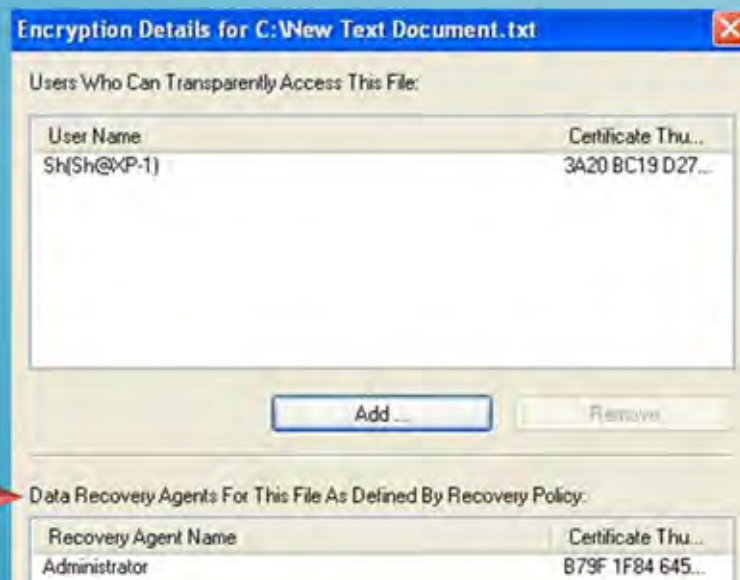 Encryption Details for C:\New Text Document.txt
Users Who Can Transparently Access This File:
User Name Certificate Thu...
Sh(Sh@XP-1) 3A20 BC19 D27...
Add ... Remove
Data Recovery Agents For This File As Defined By Recovery Policy:
Recovery Agent Name Certificate Thu...
Administrator B79F 1F84 645...